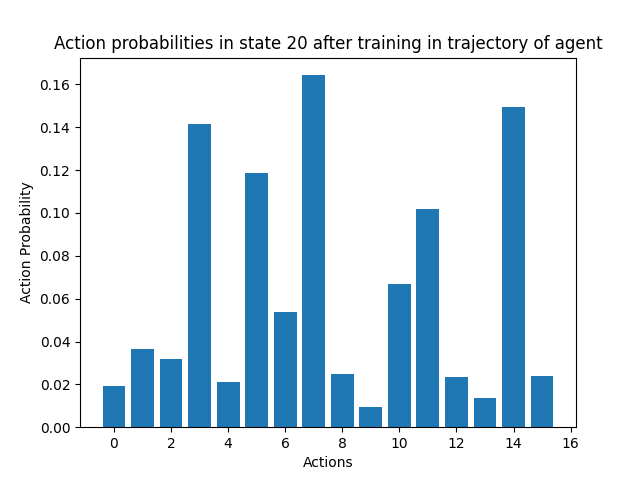 Action probabilities in state 20 after training in trajectory of agent
0.16
0.14
0.12
0.10
0.08
0.06
0.04
0.02
0.00
Action Probability
0 2 4 6 8 10 12 14 16
Actions